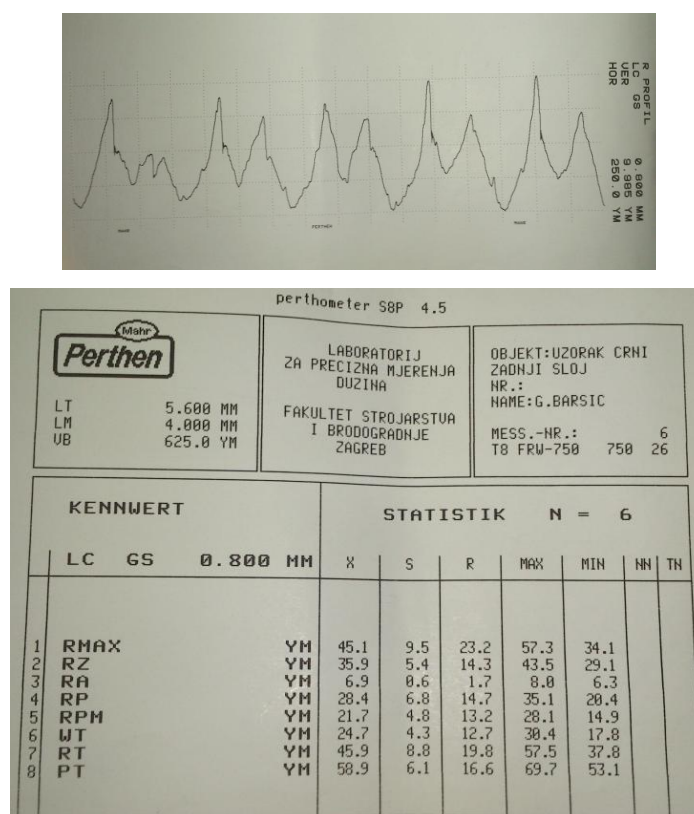 R PROFIL
LC GS 0.800 MM
VER 9.985 YM
HOR 250.0 YM
PERTHEN
perthometer S8P 4.5
Mahr
Perthen
LT 5.600 MM
LM 4.000 MM
VB 625.0 YM
LABORATORIJ
ZA PRECIZNA MJERENJA
DUZINA
FAKULTET STROJARSTVA
I BRODOGRADNJE
ZAGREB
OBJEKT:UZORAK CRNI
ZADNJI SLOJ
NR.:
NAME:G.BARSIC
MESS.-NR.: 6
T8 FRW-750 750 26
KENNWERT
STATISTIK N = 6
LC GS 0.800 MM X S R MAX MIN NN TN
1 RMAX YM 45.1 9.5 23.2 57.3 34.1
2 RZ YM 35.9 5.4 14.3 43.5 29.1
3 RA YM 6.9 0.6 1.7 8.0 6.3
4 RP YM 28.4 6.8 14.7 35.1 20.4
5 RPM YM 21.7 4.8 13.2 28.1 14.9
6 WT YM 24.7 4.3 12.7 30.4 17.8
7 RT YM 45.9 8.8 19.8 57.5 37.8
8 PT YM 58.9 6.1 16.6 69.7 53.1